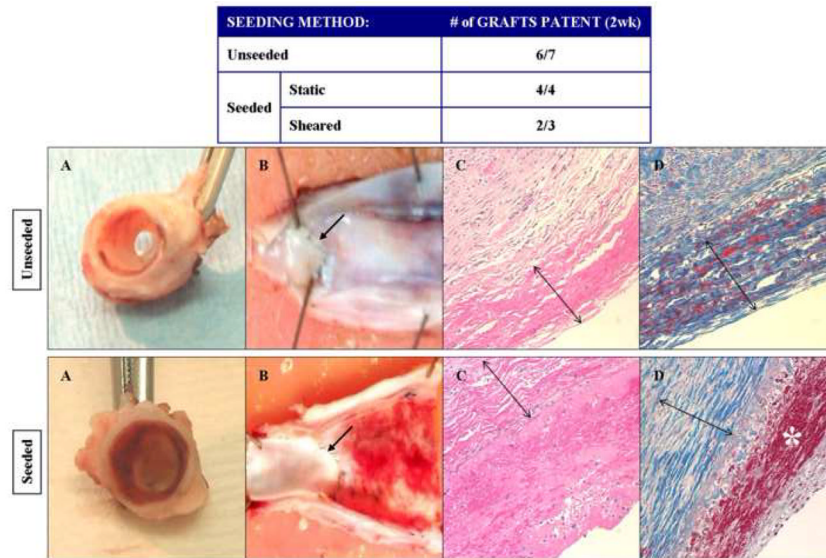 SEEDING METHOD: # of GRAFTS PATENT (2wk)
Unseeded 6/7
Seeded Static 4/4
Sheared 2/3
Unseeded
A B C D
Seeded
A B C D
*